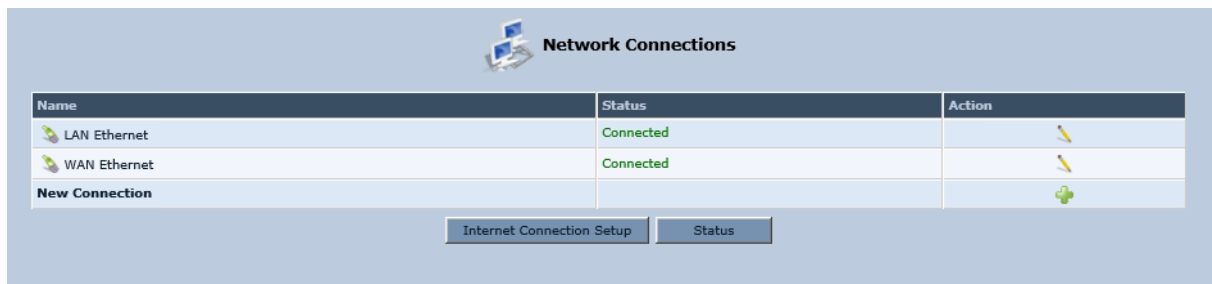 Network Connections
Name Status Action
LAN Ethernet Connected
WAN Ethernet Connected
New Connection
Internet Connection Setup Status